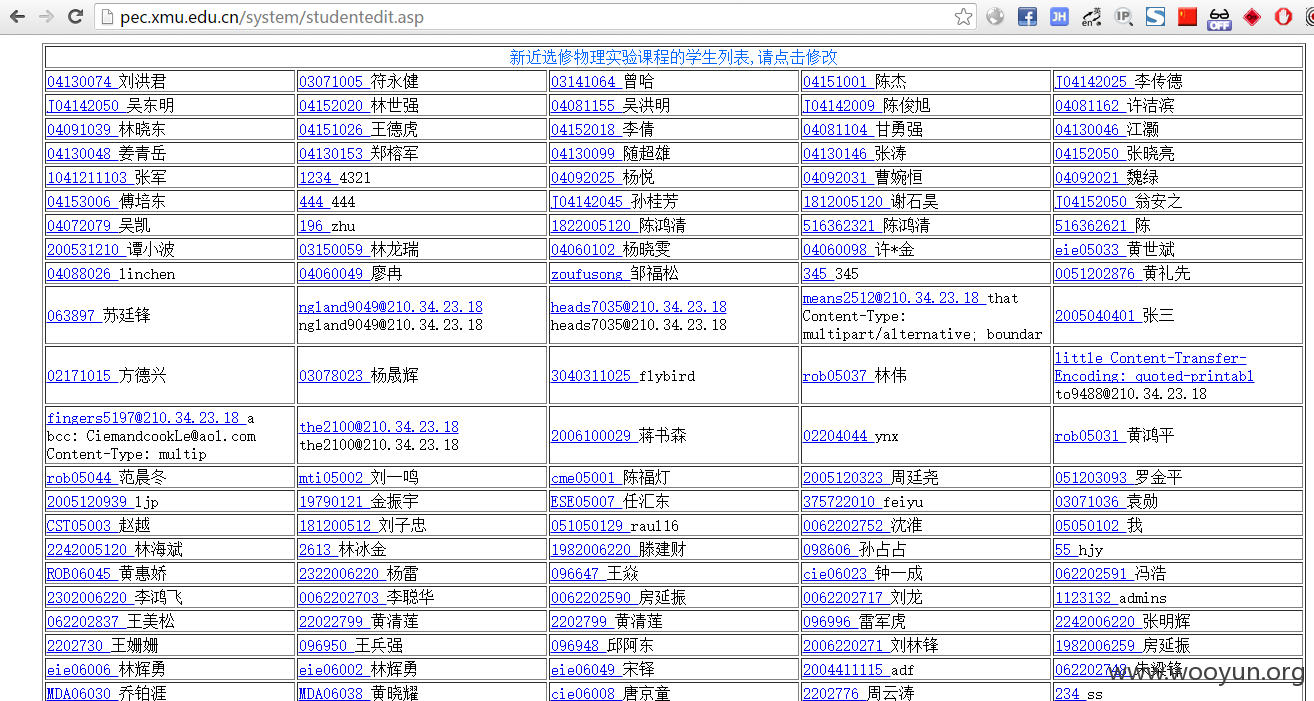 pec.xmu.edu.cn/system/studentedit.asp
新近选修物理实验课程的学生列表,请点击修改
04130074 刘洪君 03071005 符永健 03141064 曾哈 04151001 陈杰 J04142025 李传德
J04142050 吴东明 04152020 林世强 04081155 吴洪明 J04142009 陈俊旭 04081162 许洁滨
04091039 林晓东 04151026 王德虎 04152018 李倩 04081104 甘勇强 04130046 江灏
04130048 姜青岳 04130153 郑榕军 04130099 随超雄 04130146 张涛 04152050 张晓亮
1041211103 张军 1234 4321 04092025 杨悦 04092031 曹婉恒 04092021 魏绿
04153006 傅培东 444 444 J04142045 孙桂芳 1812005120 谢石昊 J04152050 翁安之
04072079 吴凯 196 zhu 1822005120 陈鸿清 516362321 陈鸿清 516362621 陈
200531210 谭小波 03150059 林龙瑞 04060102 杨晓雯 04060098 许*金 eie05033 黄世斌
04088026 linchen 04060049 廖冉 zoufusong 邹福松 345 345 0051202876 黄礼先
063897 苏廷锋 ngland9049@210.34.23.18 ngland9049@210.34.23.18 heads7035@210.34.23.18 heads7035@210.34.23.18 means2512@210.34.23.18 that Content-Type: multipart/alternative; boundar 2005040401 张三
02171015 方德兴 03078023 杨晟辉 3040311025 flybird rob05037 林伟 little Content-Transfer-Encoding: quoted-printabl to9488@210.34.23.18
fingers5197@210.34.23.18 a bcc: CiemandcookLe@aol.com Content-Type: multip the2100@210.34.23.18 the2100@210.34.23.18 2006100029 蒋书森 02204044 ynx rob05031 黄鸿平
rob05044 范晨冬 mti05002 刘一鸣 cme05001 陈福灯 2005120323 周廷尧 051203093 罗金平
2005120939 ljp 19790121 金振宇 ESE05007 任汇东 375722010 feiyu 03071036 袁勋
CST05003 赵越 181200512 刘子忠 051050129 raul16 0062202752 沈淮 05050102 我
2242005120 林海斌 2613 林冰金 1982006220 滕建财 098606 孙占占 55 hjy
ROB06045 黄惠娇 2322006220 杨雷 096647 王焱 cie06023 钟一成 062202591 冯浩
2302006220 李鸿飞 0062202703 李聪华 0062202590 房延振 0062202717 刘龙 1123132 admins
062202837 王美松 22022799 黄清莲 2202799 黄清莲 096996 雷军虎 2242006220 张明辉
2202730 王姗姗 096950 王兵强 096948 邱阿东 2006220271 刘林锋 1982006259 房延振
eie06006 林辉勇 eie06002 林辉勇 eie06049 宋铎 2004411115 adf 062202743 朱梁锋
MDA06030 乔铂涯 MDA06038 黄晓耀 cie06008 唐京童 2202776 周云涛 234 ss
www.wooyun.org